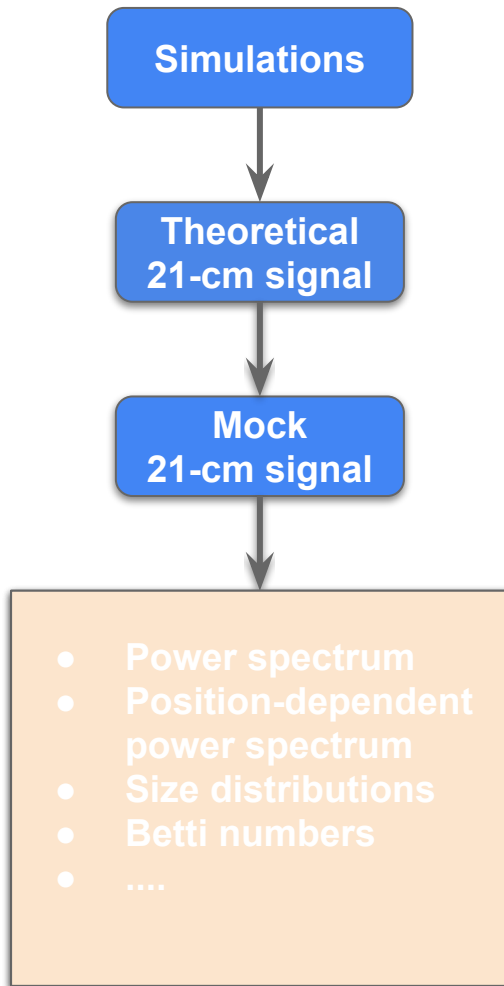 Simulations
Theoretical
21-cm signal
Mock
21-cm signal
● Power spectrum
● Position-dependent
power spectrum
● Size distributions
● Betti numbers
● ....